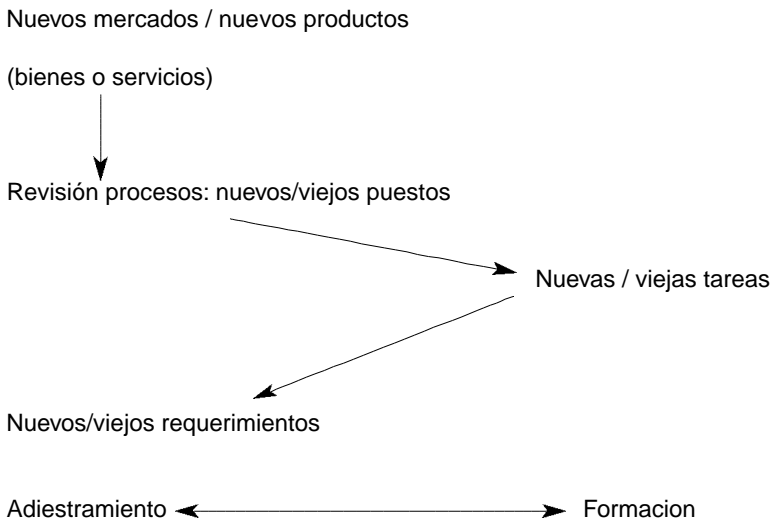 Nuevos mercados / nuevos productos
(bienes o servicios)
Revisión procesos: nuevos/viejos puestos
Nuevas / viejas tareas
Nuevos/viejos requerimientos
Adiestramiento
Formacion